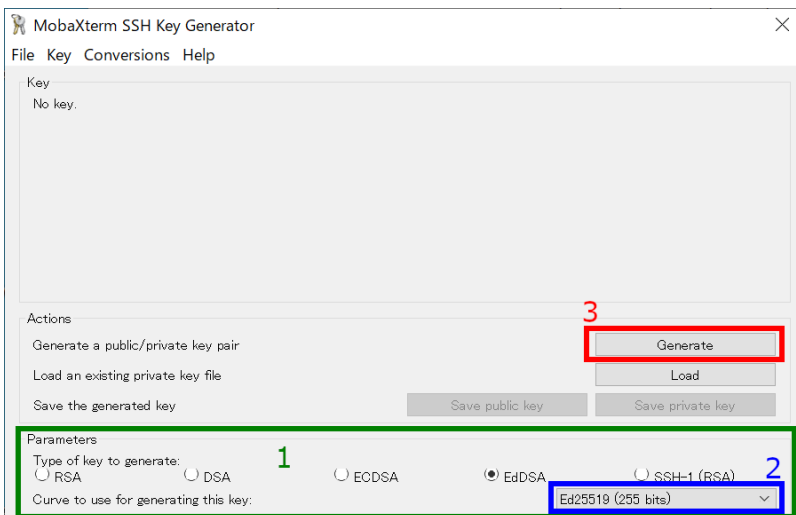 MobaXterm SSH Key Generator
File Key Conversions Help
Key
No key.
Actions
3
Generate a public/private key pair Generate
Load an existing private key file Load
Save the generated key Save public key Save private key
Parameters
1
Type of key to generate:
2
RSA DSA ECDSA EdDSA SSH-1 (RSA)
Curve to use for generating this key: Ed25519 (255 bits)